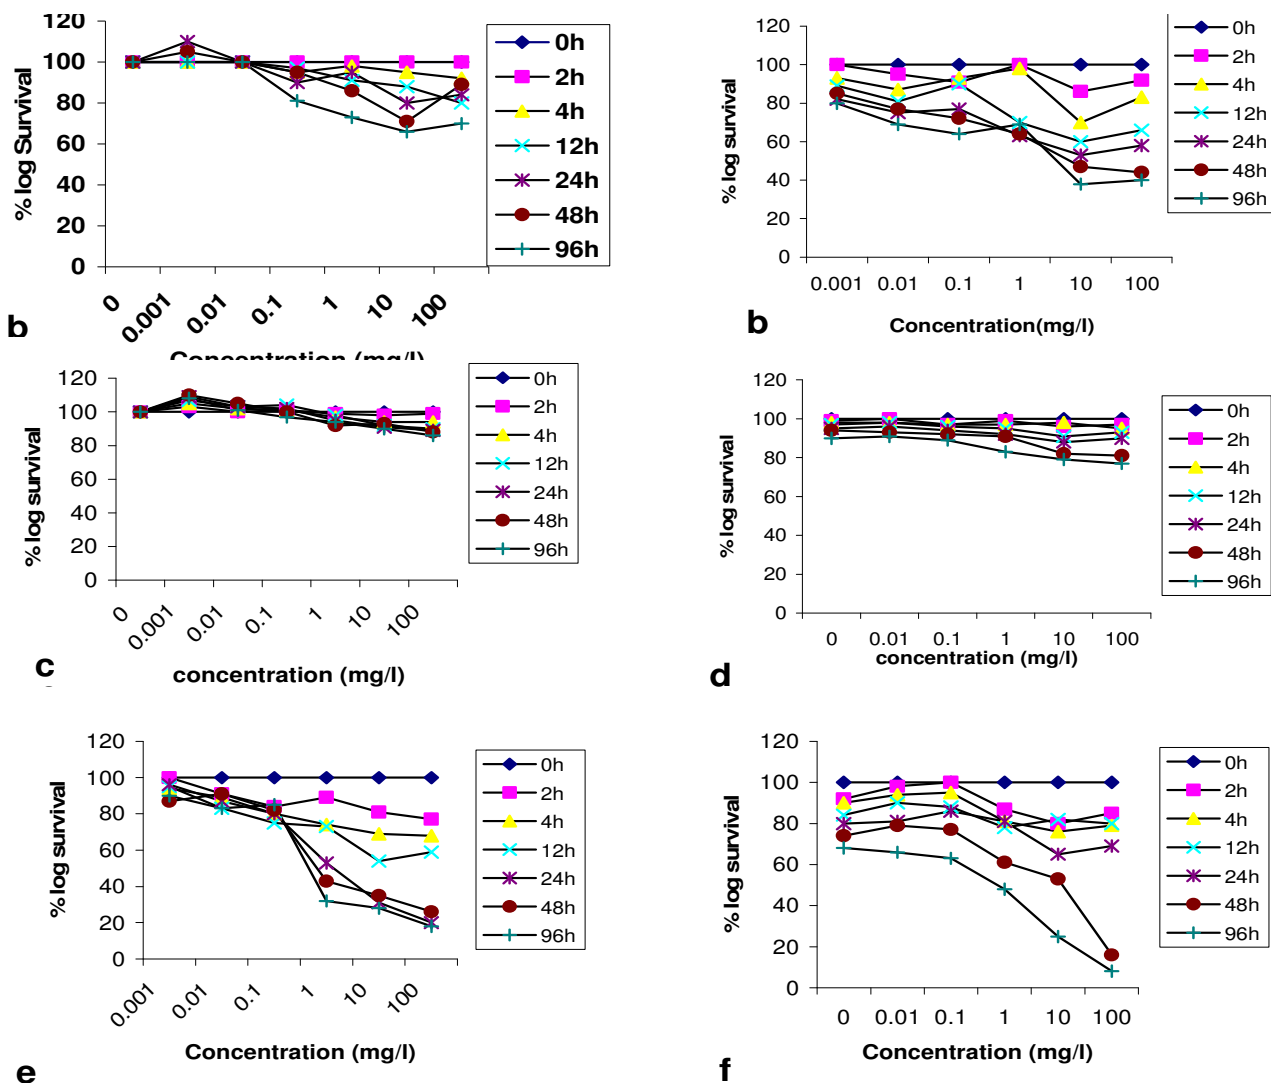 120
100
80
60
40
20
0
% log Survival
0
0.001
0.01
0.1
1
10
100
Concentration (mg/l)
0h
2h
4h
12h
24h
48h
96h
b
120
100
80
60
40
20
0
% log survival
0.001
0.01
0.1
1
10
100
Concentration(mg/l)
0h
2h
4h
12h
24h
48h
96h
b
120
100
80
60
40
20
0
% log survival
0
0.001
0.01
0.1
1
10
100
concentration (mg/l)
0h
2h
4h
12h
24h
48h
96h
c
120
100
80
60
40
20
0
% log survival
0
0.01
0.1
1
10
100
concentration (mg/l)
0h
2h
4h
12h
24h
48h
96h
d
120
100
80
60
40
20
0
% log survival
0.001
0.01
0.1
1
10
100
Concentration (mg/l)
0h
2h
4h
12h
24h
48h
96h
e
120
100
80
60
40
20
0
% log survival
0
0.01
0.1
1
10
100
Concentration (mg/l)
0h
2h
4h
12h
24h
48h
96h
f